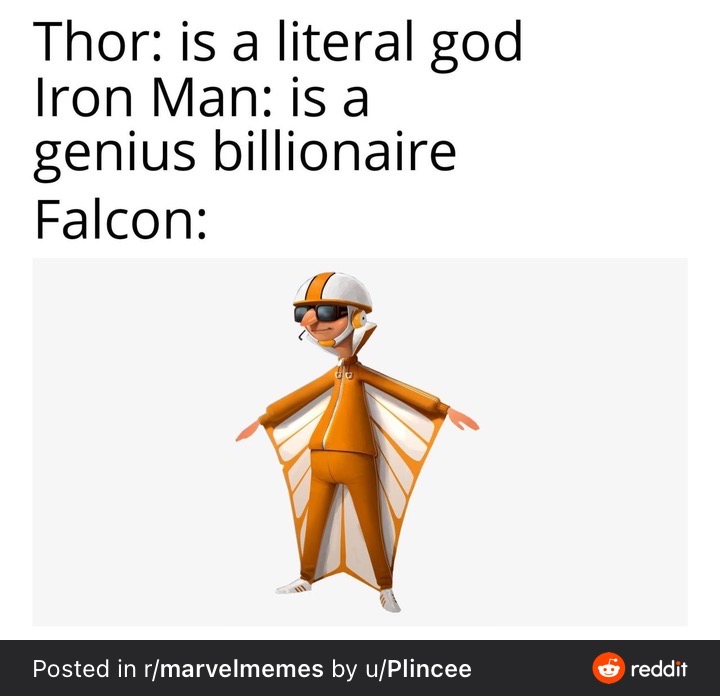 Thor: is a literal god
Iron Man: is a
genius billionaire
Falcon:
Posted in r/marvelmemes by u/Plincee
reddit